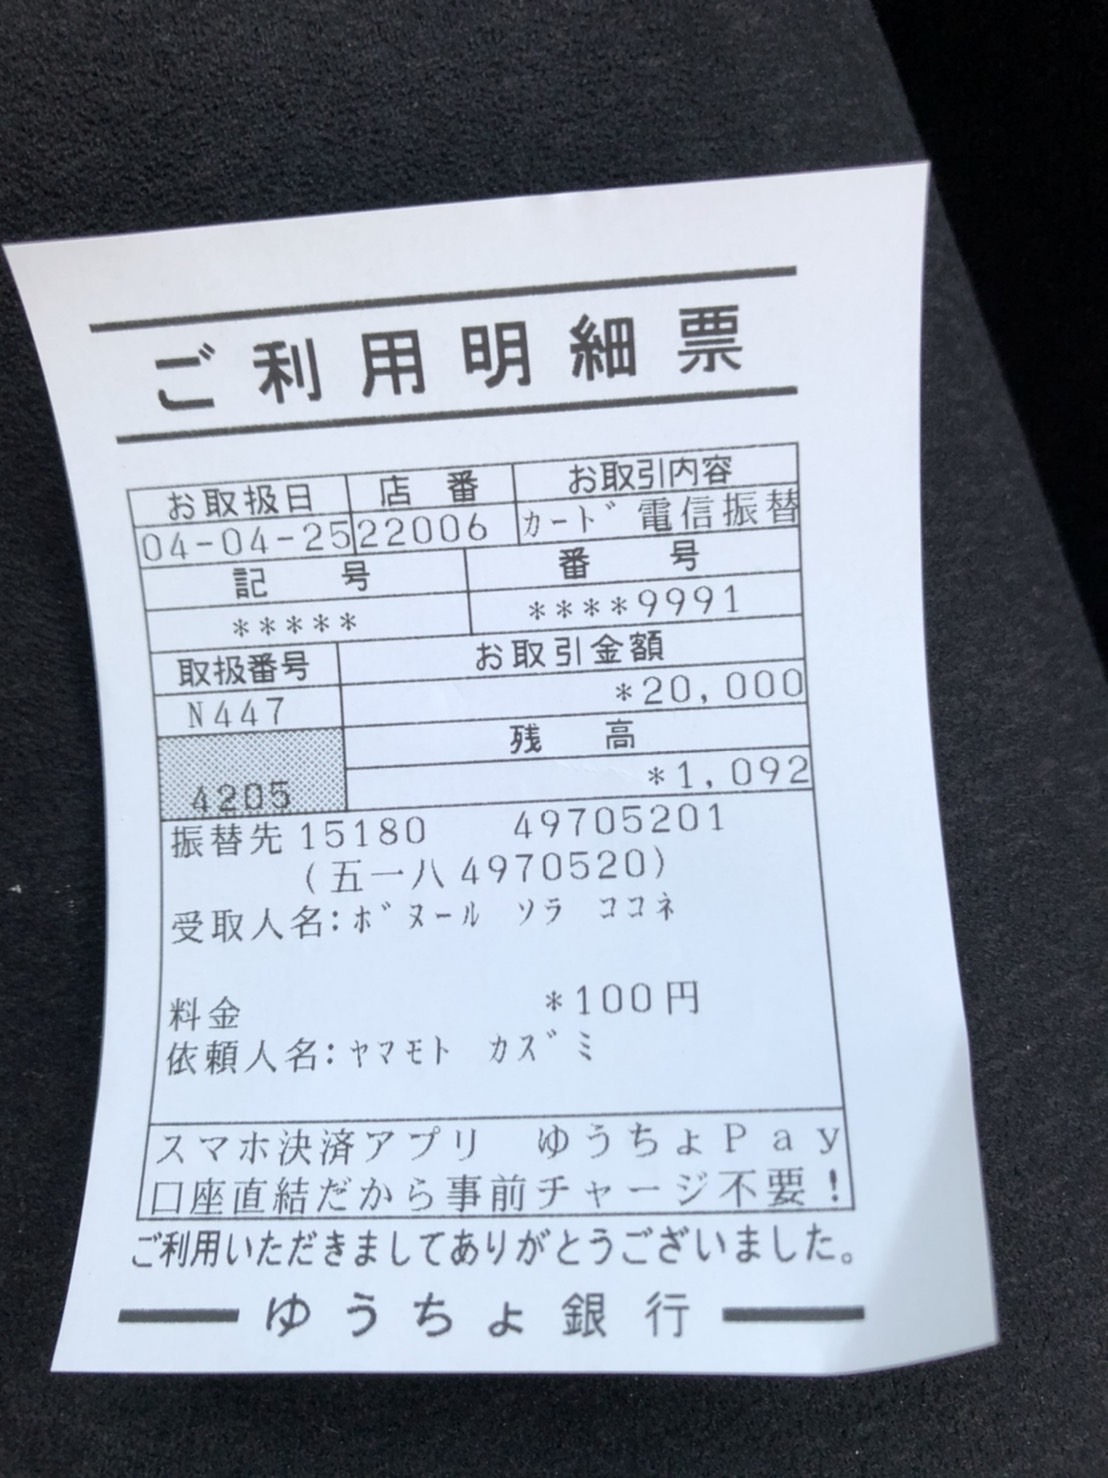 ご利用明細票
お取扱日 店番 お取引内容
04-04-25 22006 カード電信振替
記号 番号
***** ****9991
取扱番号 お取引金額
N447 *20,000
残高
4205 *1,092
振替先 15180 49705201
(五一八 4970520)
受取人名:ボヌール ソラ ココネ
料金 *100円
依頼人名:ヤマモト カズミ
スマホ決済アプリ ゆうちょPay
口座直結だから事前チャージ不要!
ご利用いただきましてありがとうございました。
ゆうちょ銀行